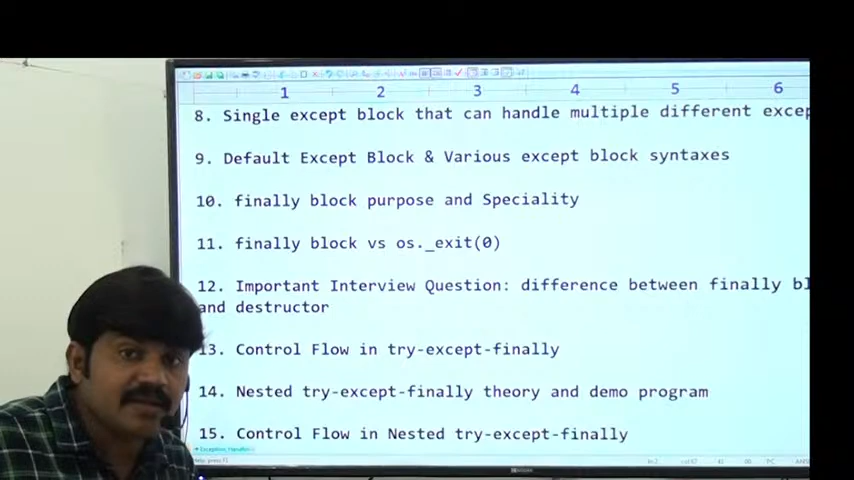 1 2 3 4 5 6
8. Single except block that can handle multiple different excep
9. Default Except Block & Various except block syntaxes
10. finally block purpose and Speciality
11. finally block vs os._exit(0)
12. Important Interview Question: difference between finally bl
and destructor
13. Control Flow in try-except-finally
14. Nested try-except-finally theory and demo program
15. Control Flow in Nested try-except-finally